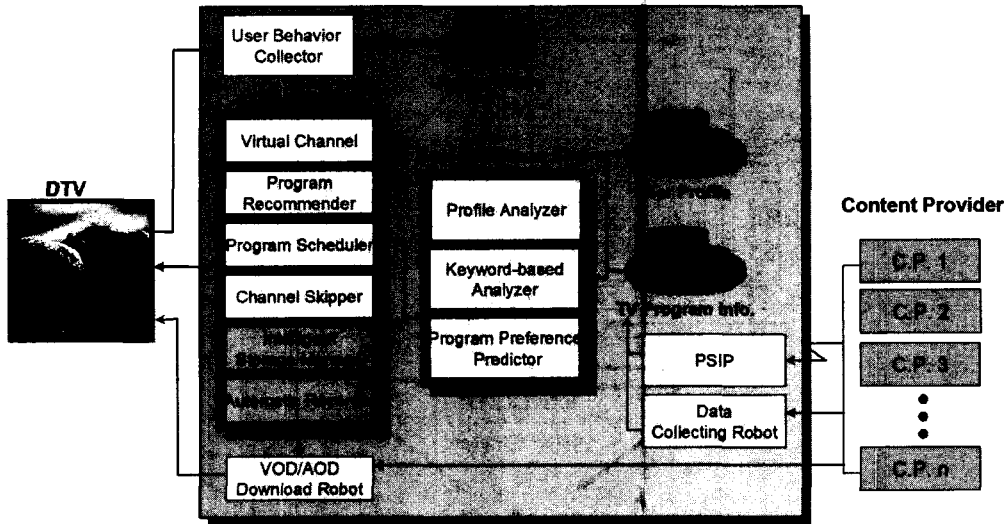 User Behavior
Collector
Virtual Channel
Program
Recommender
Program Scheduler
Channel Skipper
VOD/AOD
Download Robot
DTV
Profile Analyzer
Keyword-based
Analyzer
Program Preference
Predictor
TV Program Info.
PSIP
Data
Collecting Robot
Content Provider
C.P. 1
C.P. 2
C.P. 3
C.P. n